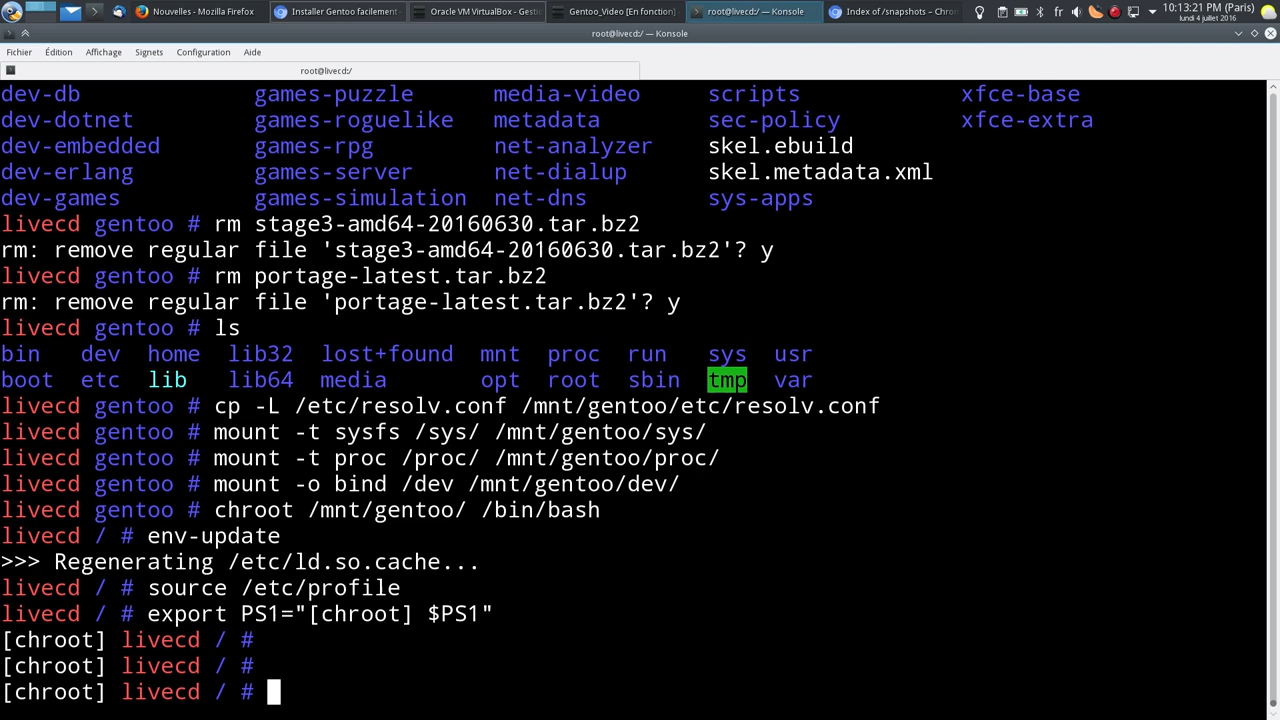 Nouvelles - Mozilla Firefox
Installer Gentoo facilement
Oracle VM VirtualBox - Gest
Gentoo_Video [En fonction]
root@livecd:/ — Konsole
Index of /snapshots – Chro
fr
10:13:21 PM (Paris)
lundi 4 juillet 2016
root@livecd:/ — Konsole
Fichier Édition Affichage Signets Configuration Aide
root@livecd:/
dev-db games-puzzle media-video scripts xfce-base
dev-dotnet games-roguelike metadata sec-policy xfce-extra
dev-embedded games-rpg net-analyzer skel.ebuild
dev-erlang games-server net-dialup skel.metadata.xml
dev-games games-simulation net-dns sys-apps
livecd gentoo # rm stage3-amd64-20160630.tar.bz2
rm: remove regular file 'stage3-amd64-20160630.tar.bz2'? y
livecd gentoo # rm portage-latest.tar.bz2
rm: remove regular file 'portage-latest.tar.bz2'? y
livecd gentoo # ls
bin dev home lib32 lost+found mnt proc run sys usr
boot etc lib lib64 media opt root sbin tmp var
livecd gentoo # cp -L /etc/resolv.conf /mnt/gentoo/etc/resolv.conf
livecd gentoo # mount -t sysfs /sys/ /mnt/gentoo/sys/
livecd gentoo # mount -t proc /proc/ /mnt/gentoo/proc/
livecd gentoo # mount -o bind /dev /mnt/gentoo/dev/
livecd gentoo # chroot /mnt/gentoo/ /bin/bash
livecd / # env-update
>>> Regenerating /etc/ld.so.cache...
livecd / # source /etc/profile
livecd / # export PS1="[chroot] $PS1"
[chroot] livecd / #
[chroot] livecd / #
[chroot] livecd / #